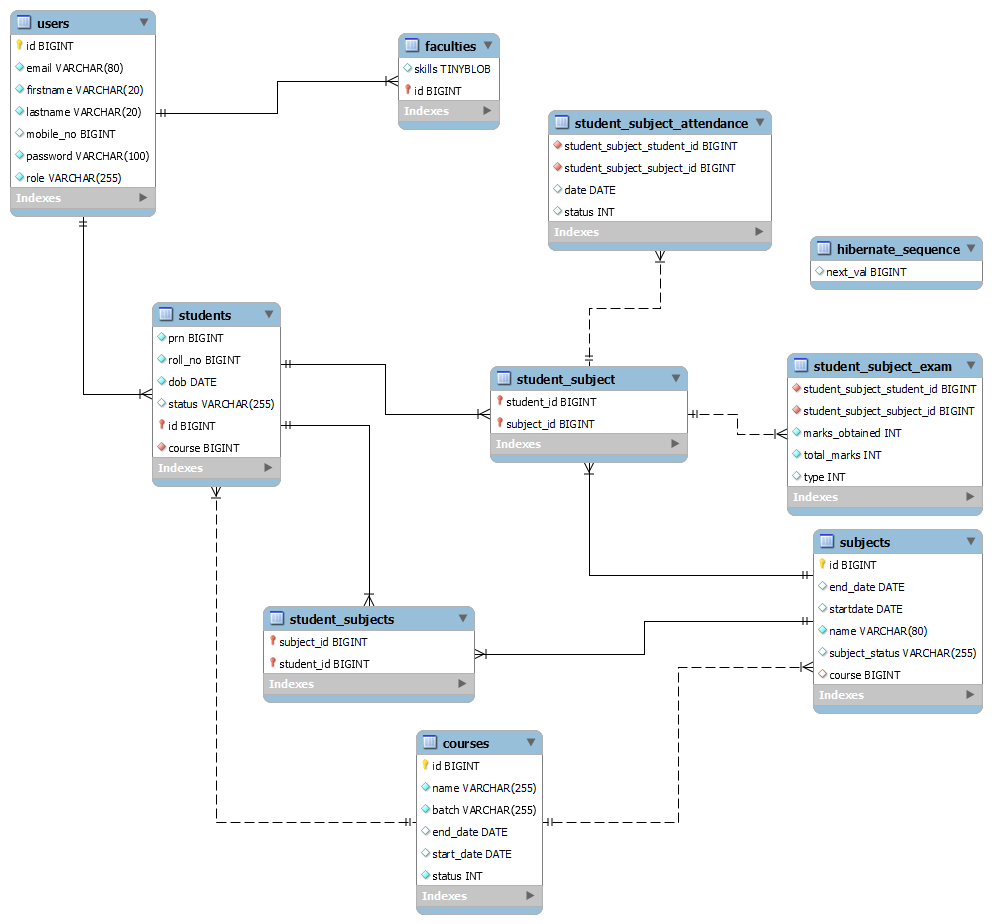 users
id BIGINT
email VARCHAR(80)
firstname VARCHAR(20)
lastname VARCHAR(20)
mobile_no BIGINT
password VARCHAR(100)
role VARCHAR(255)
Indexes
faculties
skills TINYBLOB
id BIGINT
Indexes
student_subject_attendance
student_subject_student_id BIGINT
student_subject_subject_id BIGINT
date DATE
status INT
Indexes
hibernate_sequence
next_val BIGINT
students
prn BIGINT
roll_no BIGINT
dob DATE
status VARCHAR(255)
id BIGINT
course BIGINT
Indexes
student_subject
student_id BIGINT
subject_id BIGINT
Indexes
student_subject_exam
student_subject_student_id BIGINT
student_subject_subject_id BIGINT
marks_obtained INT
total_marks INT
type INT
Indexes
subjects
id BIGINT
end_date DATE
startdate DATE
name VARCHAR(80)
subject_status VARCHAR(255)
course BIGINT
Indexes
student_subjects
subject_id BIGINT
student_id BIGINT
Indexes
courses
id BIGINT
name VARCHAR(255)
batch VARCHAR(255)
end_date DATE
start_date DATE
status INT
Indexes